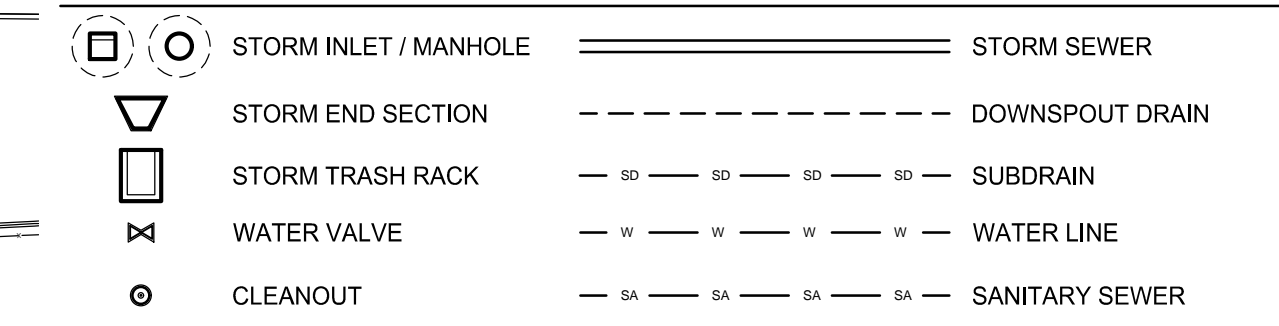 STORM INLET / MANHOLE
STORM SEWER
STORM END SECTION
DOWNSPOUT DRAIN
STORM TRASH RACK
SD SD SD SD SUBDRAIN
WATER VALVE
W W W W WATER LINE
CLEANOUT
SA SA SA SA SANITARY SEWER